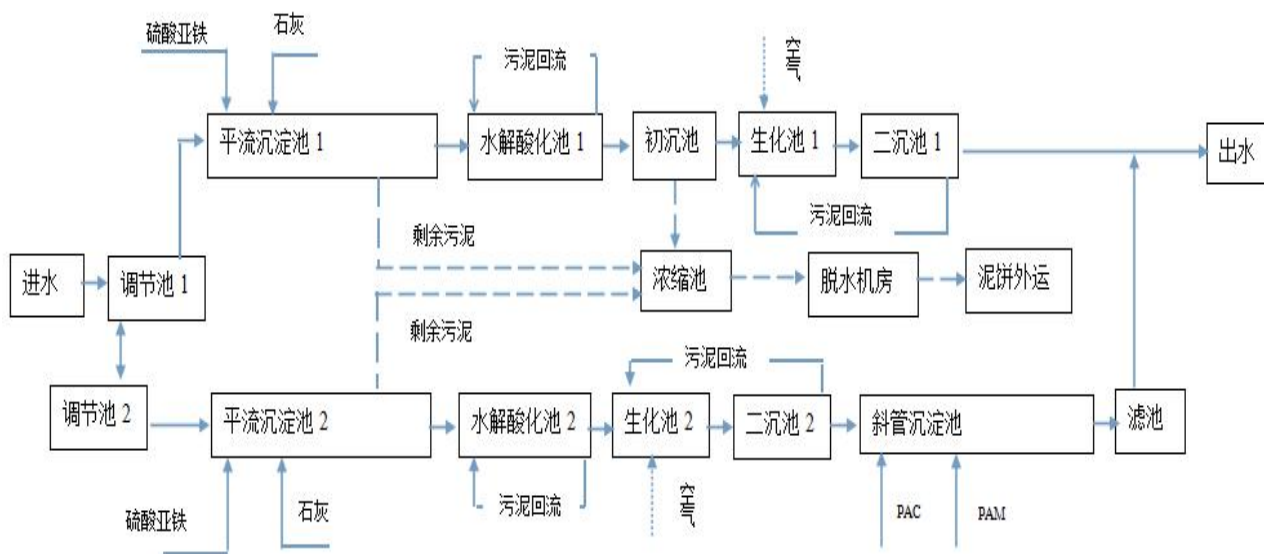 硫酸亚铁
石灰
污泥回流
空气
平流沉淀池 1
水解酸化池 1
初沉池
生化池 1
二沉池 1
出水
污泥回流
剩余污泥
进水
调节池 1
浓缩池
脱水机房
泥饼外运
剩余污泥
污泥回流
调节池 2
平流沉淀池 2
水解酸化池 2
生化池 2
二沉池 2
斜管沉淀池
滤池
硫酸亚铁
石灰
污泥回流
空气
PAC
PAM